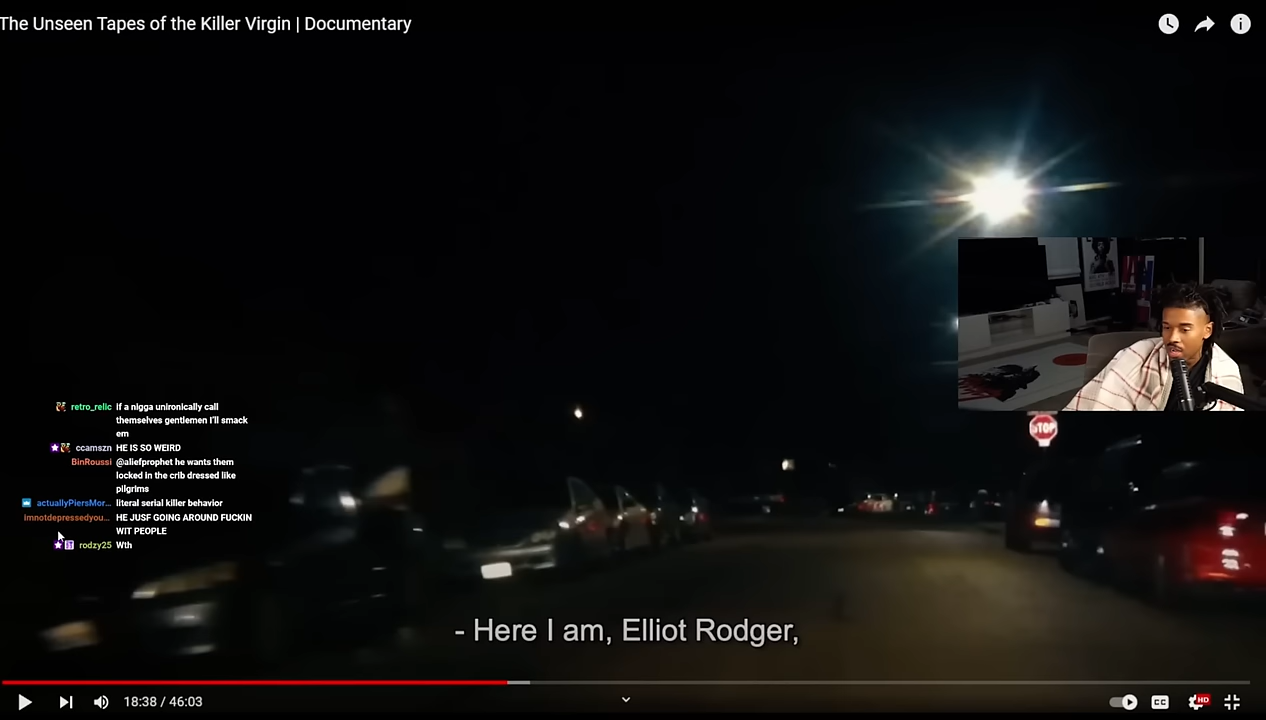 The Unseen Tapes of the Killer Virgin | Documentary
retro_relic If a nigga unironically call
themselves gentlemen I'll smack
em
ccamszn HE IS SO WEIRD
BinRoussi @aliefprophet he wants them
locked in the crib dressed like
pilgrims
actuallyPiersMor... literal serial killer behavior
imnotdepressedyou... HE JUSF GOING AROUND FUCKIN
WIT PEOPLE
rodzy25 Wth
STOP
- Here I am, Elliot Rodger,
18:38 / 46:03
CC
HD